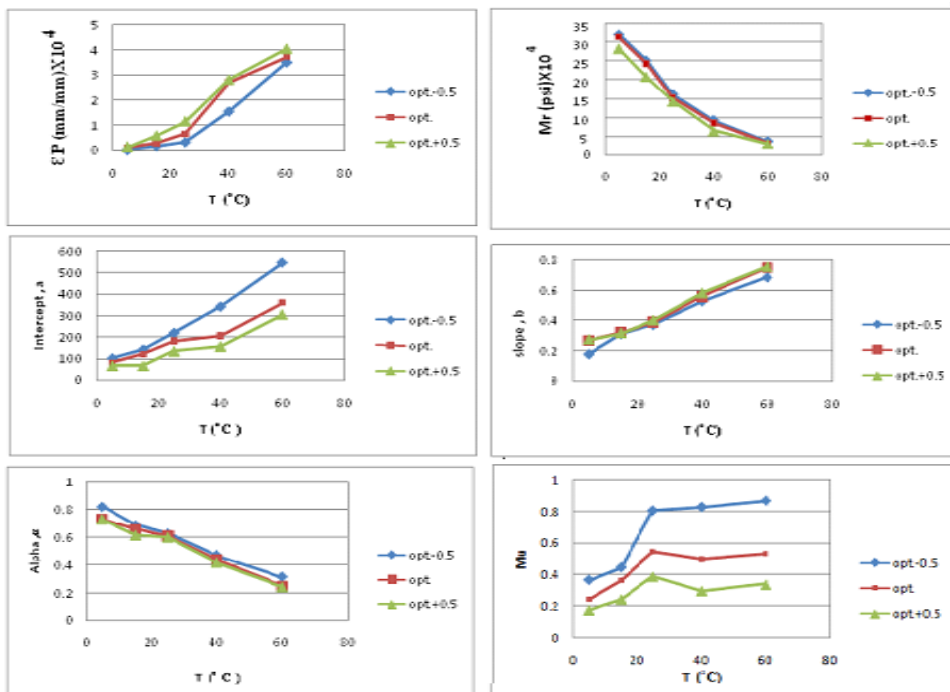 5
4
3
2
1
0
εP (mm/mm)X10-4
0 20 40 60 80
T (°C)
opt.-0.5
opt.
opt.+0.5
35
30
25
20
15
10
5
0
Mr (psi)X10 4
0 20 40 60 80
T (°C)
opt.-0.5
opt.
opt.+0.5
600
500
400
300
200
100
0
Intercept ,a
0 20 40 60 80
T (°C )
opt.-0.5
opt.
opt.+0.5
0.8
0.6
0.4
0.2
0
slope , b
0 20 40 60 80
T (°C)
opt.-0.5
opt.
opt.+0.5
1
0.8
0.6
0.4
0.2
0
Alpha ,α
0 20 40 60 80
T (°C )
opt-0.5
opt
opt+0.5
1
0.8
0.6
0.4
0.2
0
Mu
0 20 40 60 80
T (°C)
opt-0.5
opt
opt+0.5